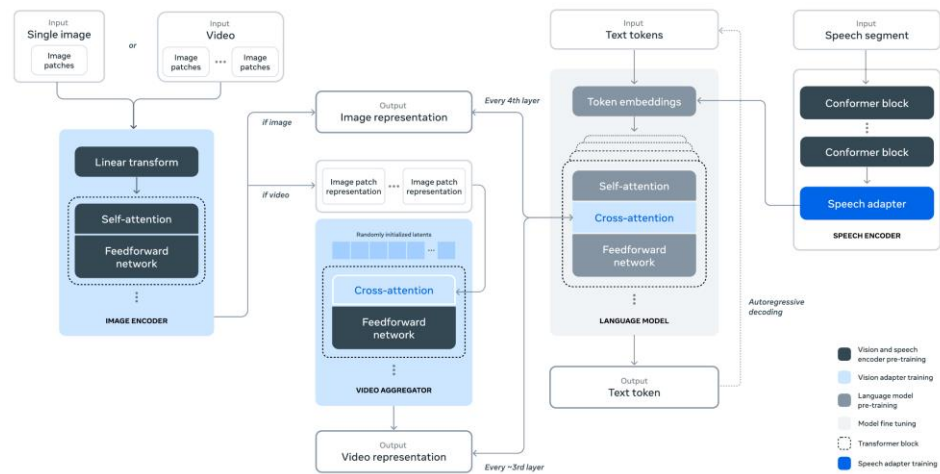 Input
Single image
Image
patches
or
Input
Video
Image
patches
Image
patches
Linear transform
Self-attention
Feedforward
network
IMAGE ENCODER
if image
if video
Output
Image representation
Image patch
representation
Image patch
representation
Randomly initialized latents
Cross-attention
Feedforward
network
VIDEO AGGREGATOR
Output
Video representation
Every 4th layer
Every ~3rd layer
Input
Text tokens
Token embeddings
Self-attention
Cross-attention
Feedforward
network
LANGUAGE MODEL
Output
Text token
Autoregressive
decoding
Input
Speech segment
Conformer block
Conformer block
Speech adapter
SPEECH ENCODER
Vision and speech
encoder pre-training
Vision adapter training
Language model
pre-training
Model fine tuning
Transformer block
Speech adapter training